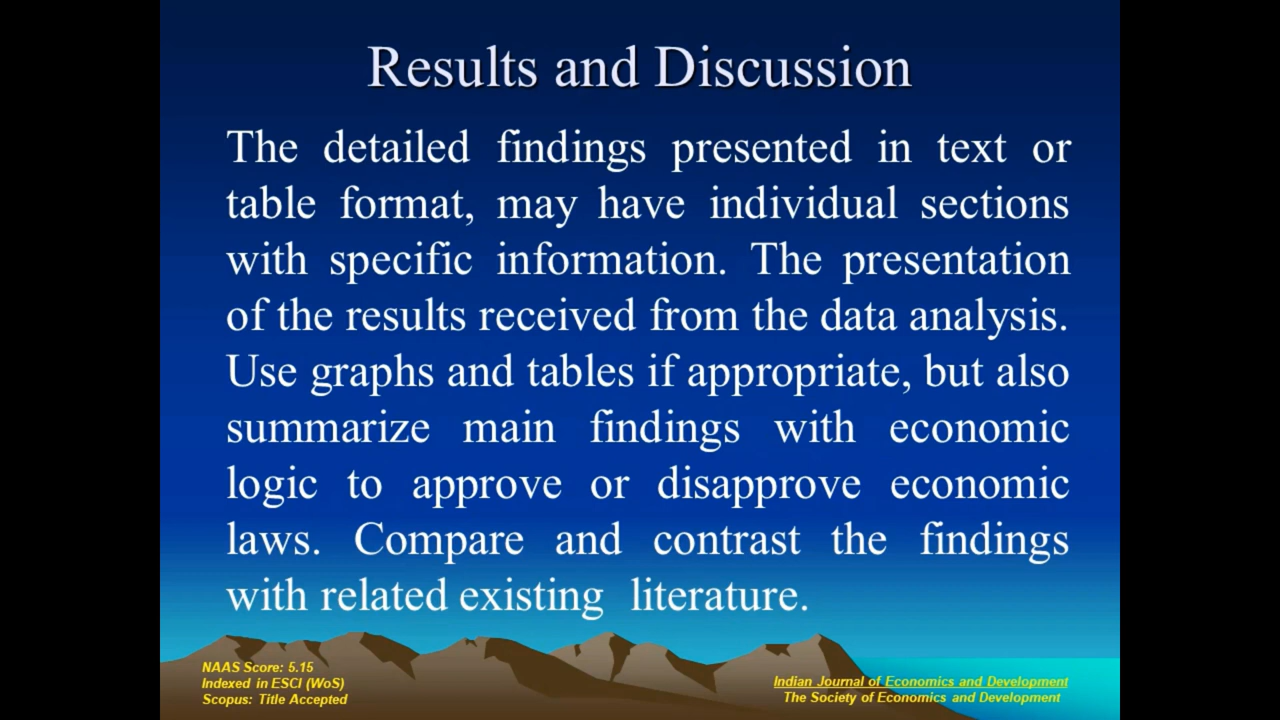 Results and Discussion
The detailed findings presented in text or
table format, may have individual sections
with specific information. The presentation
of the results received from the data analysis.
Use graphs and tables if appropriate, but also
summarize main findings with economic
logic to approve or disapprove economic
laws. Compare and contrast the findings
with related existing literature.
NAAS Score: 5.15
Indexed in ESCI (WoS)
Scopus: Title Accepted
Indian Journal of Economics and Development
The Society of Economics and Development